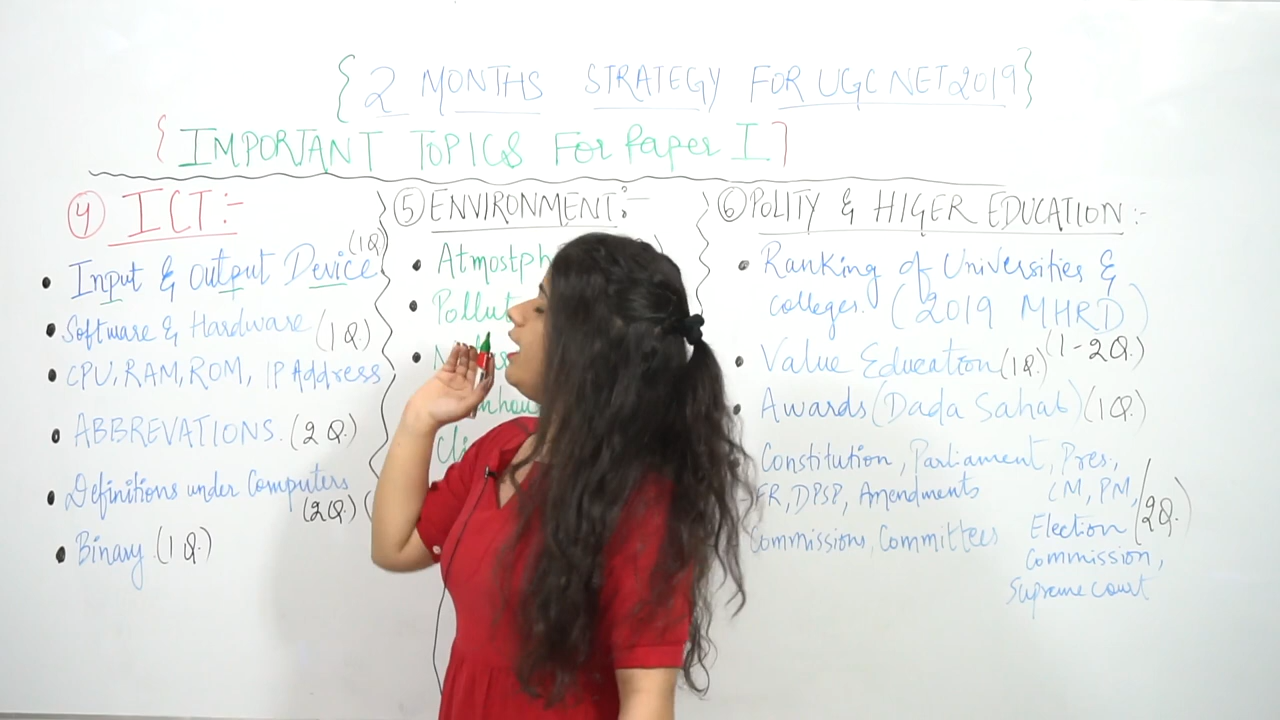 {2 MONTHS STRATEGY FOR UGC NET 2019}
{IMPORTANT TOPICS For Paper I]
4 ICT:-
• Input & output Device (1Q)
• Software & Hardware (1Q)
• CPU, RAM, ROM, IP Address
• ABBREVATIONS. (2Q.)
• Definitions under Computers
(2Q.)
• Binary (1Q.)
5 ENVIRONMENT:-
• Atmostph
• Pollut
•
nhou
Cli
6 POLITY & HIGER EDUCATION:-
• Ranking of Universities &
colleges. (2019 MHRD)
(1-2Q.)
• Value Education (1Q.)
• Awards (Dada Sahab) (1Q.)
Constitution, Parliament, Pres.,
FR, DPSP, Amendments CM, PM,
Commissions, Committees Election (2Q.)
Commission,
Supreme court